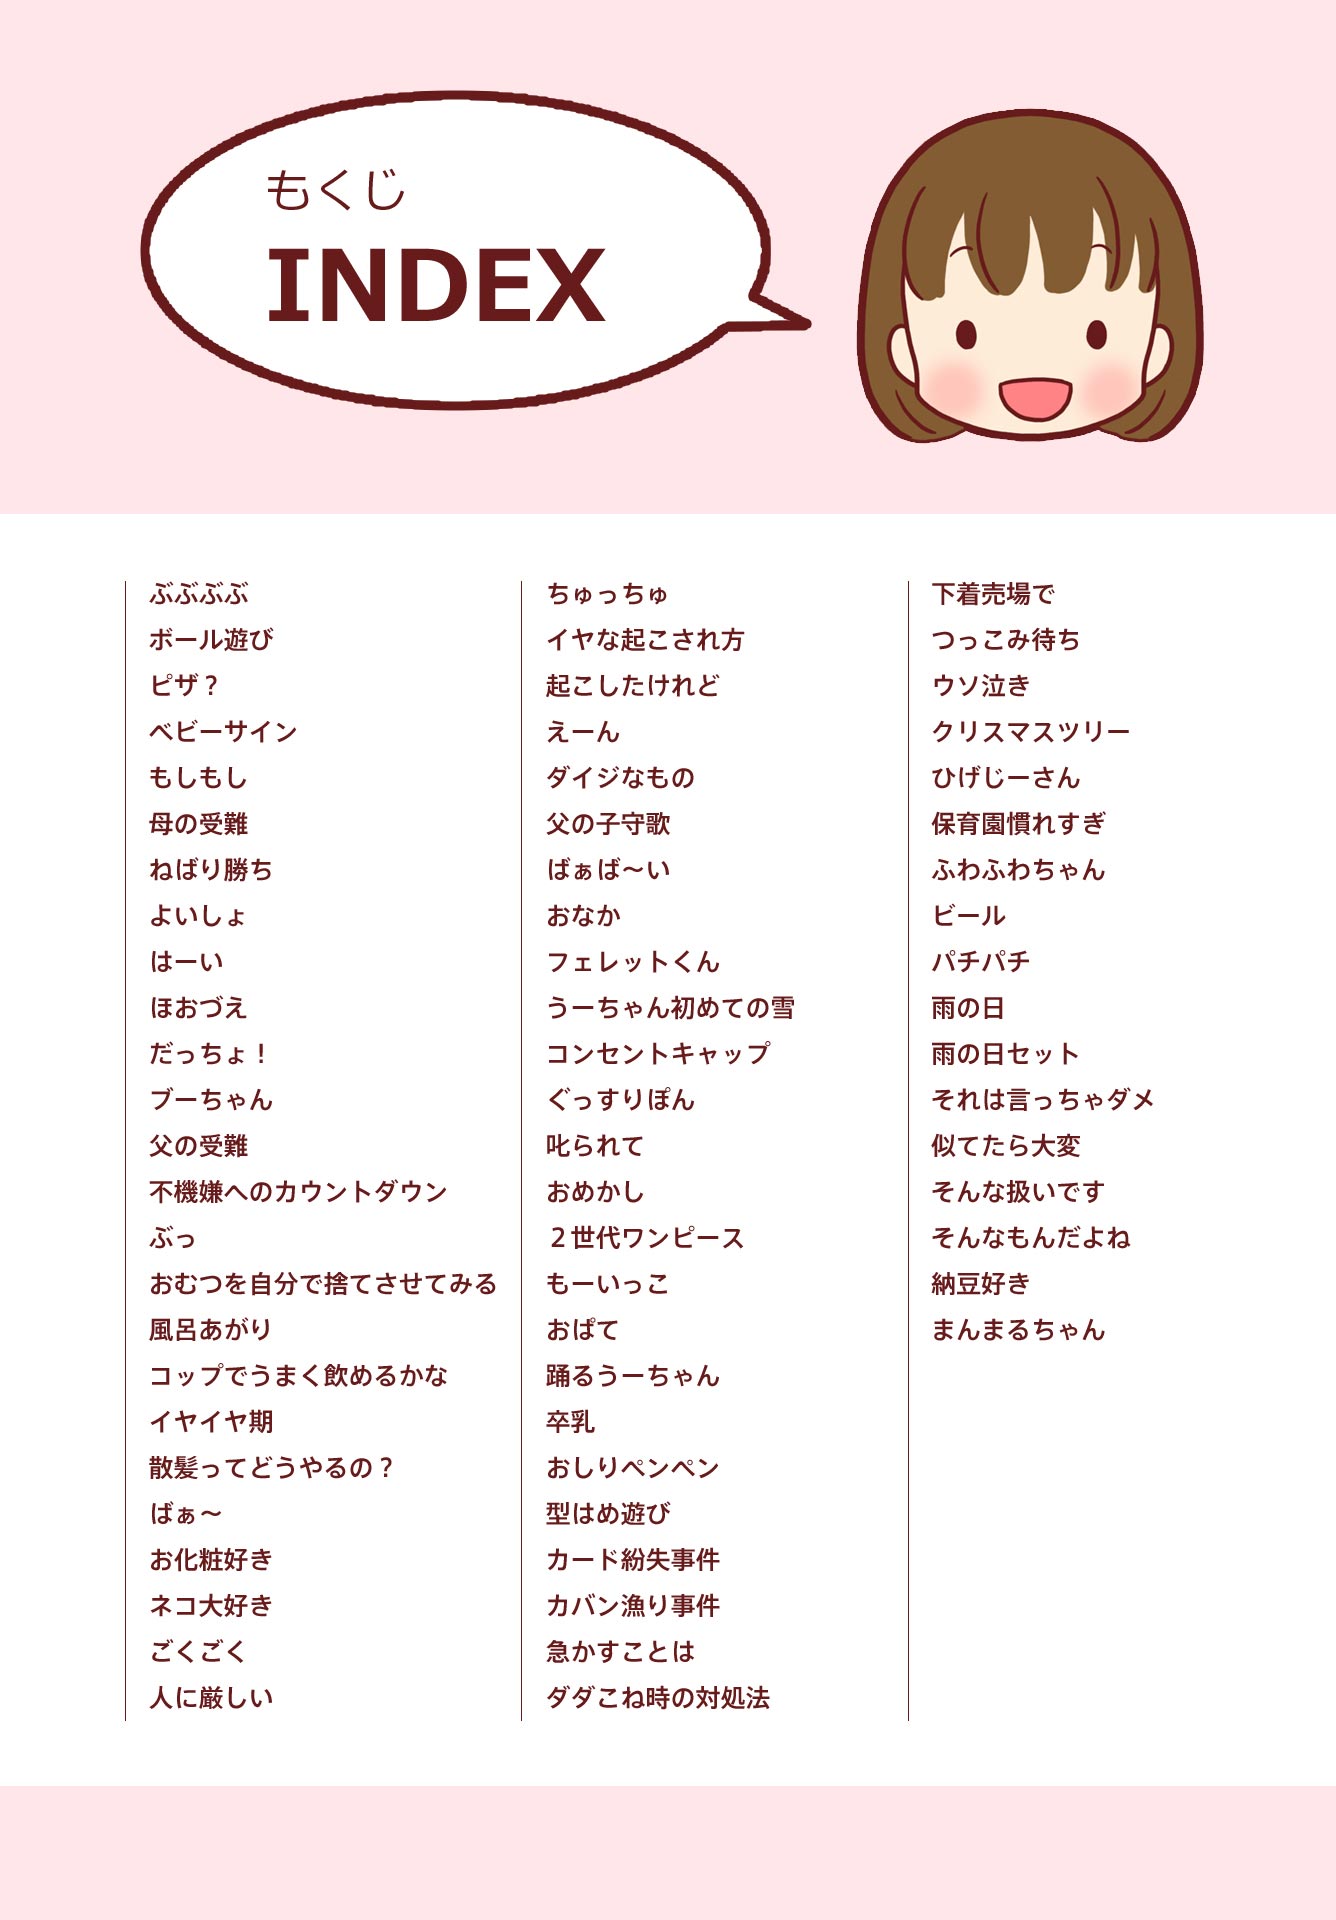 もくじ
INDEX
ぶぶぶぶ
ボール遊び
ピザ？
ベビーサイン
もしもし
母の受難
ねばり勝ち
よいしょ
はーい
ほおづえ
だっちょ！
ブーちゃん
父の受難
不機嫌へのカウントダウン
ぶっ
おむつを自分で捨てさせてみる
風呂あがり
コップでうまく飲めるかな
イヤイヤ期
散髪ってどうやるの？
ばぁ〜
お化粧好き
ネコ大好き
ごくごく
人に厳しい
ちゅっちゅ
イヤな起こされ方
起こしたけれど
えーん
ダイジなもの
父の子守歌
ばぁば〜い
おなか
フェレットくん
うーちゃん初めての雪
コンセントキャップ
ぐっすりぽん
叱られて
おめかし
２世代ワンピース
もーいっこ
おぱて
踊るうーちゃん
卒乳
おしりペンペン
型はめ遊び
カード紛失事件
カバン漁り事件
急かすことは
ダダこね時の対処法
下着売場で
つっこみ待ち
ウソ泣き
クリスマスツリー
ひげじーさん
保育園慣れすぎ
ふわふわちゃん
ビール
パチパチ
雨の日
雨の日セット
それは言っちゃダメ
似てたら大変
そんな扱いです
そんなもんだよね
納豆好き
まんまるちゃん